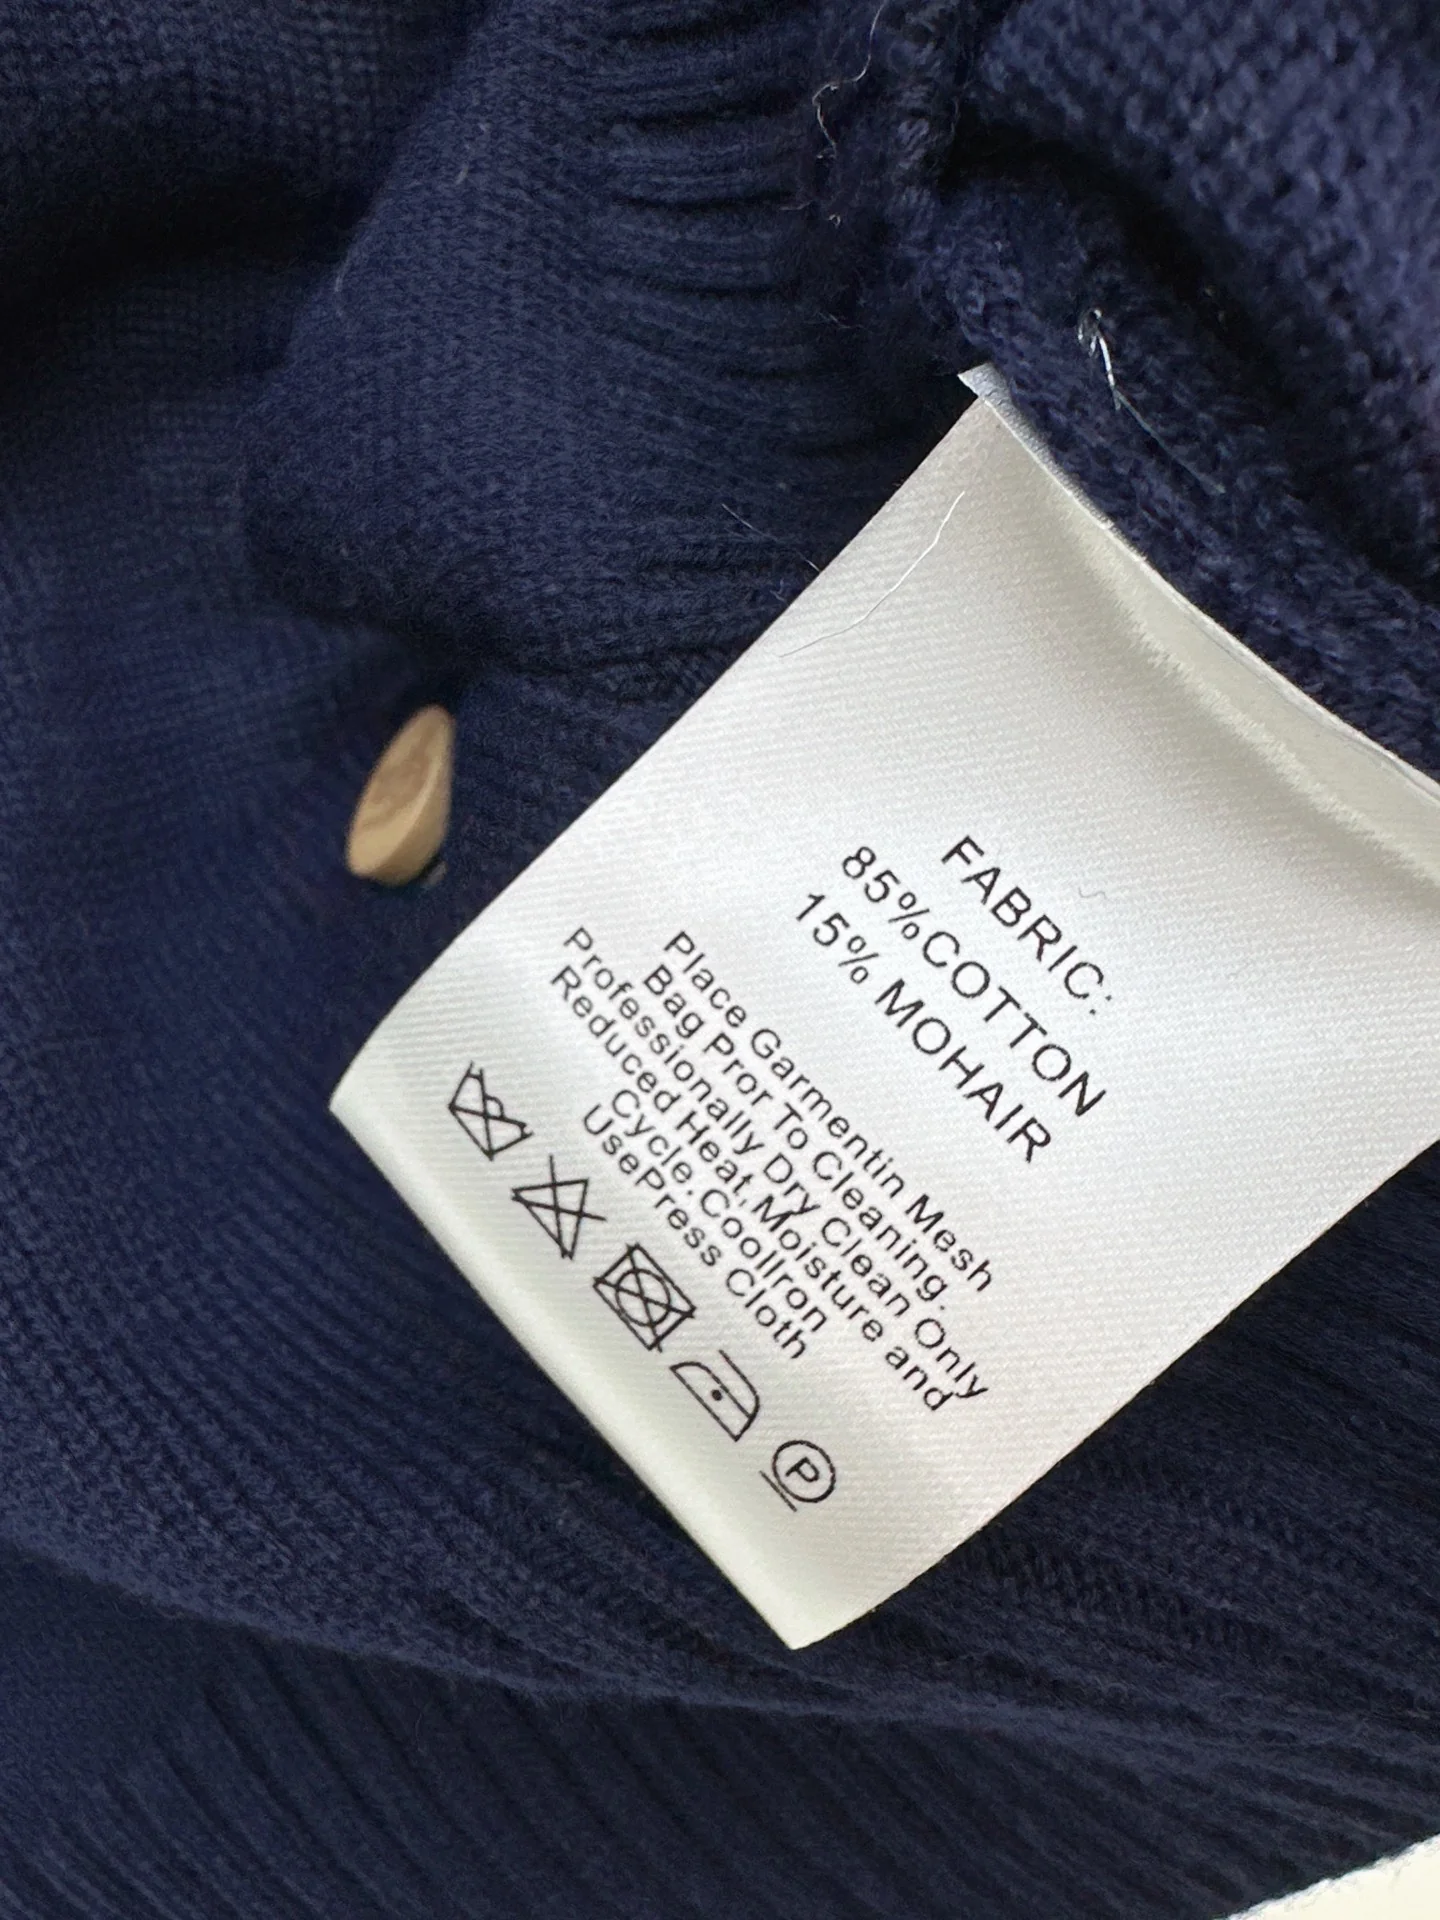 FABRIC:
85%COTTON
15% MOHAIR
Place Garmentin Mesh
Bag Pror To Cleaning.
Professionally Dry Clean Only
Reduced Heat,Moisture and
Cycle.CoolIron
UsePress Cloth
P